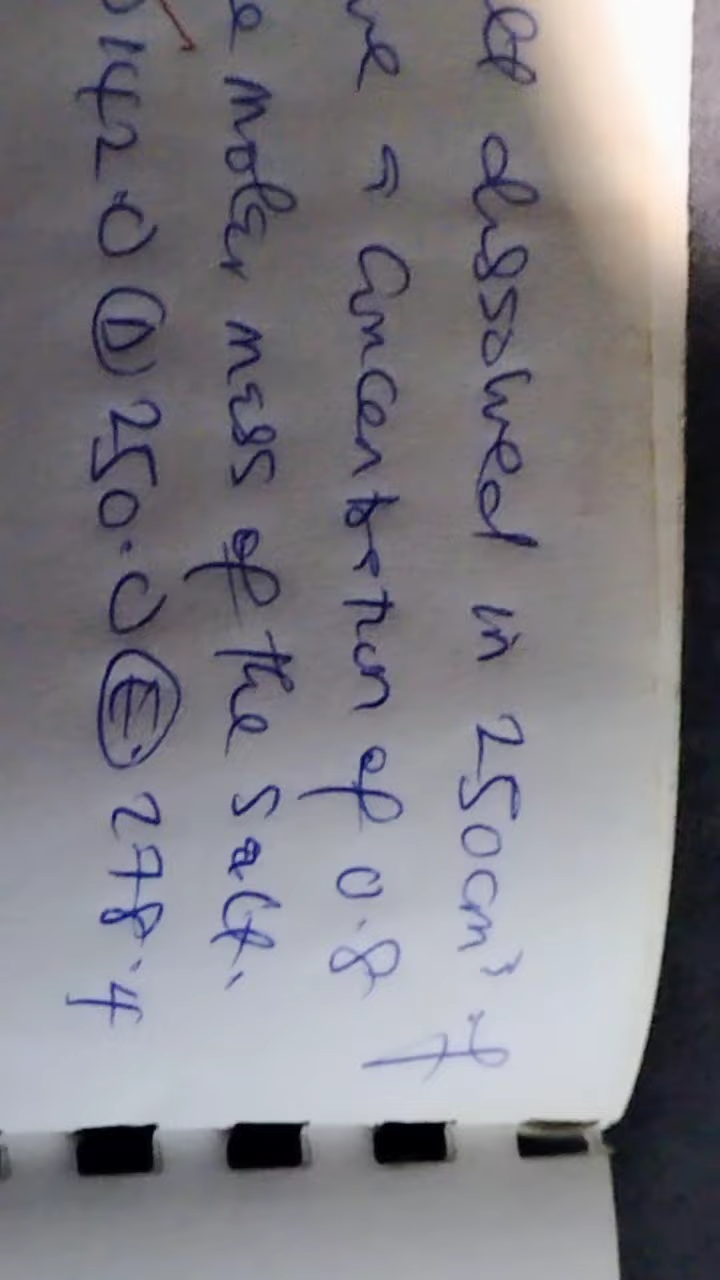 dissolved in 250cm³ of
a concentration of 0.8
molar mass of the salt.
142.0 (D) 250.0 (E) 278.4